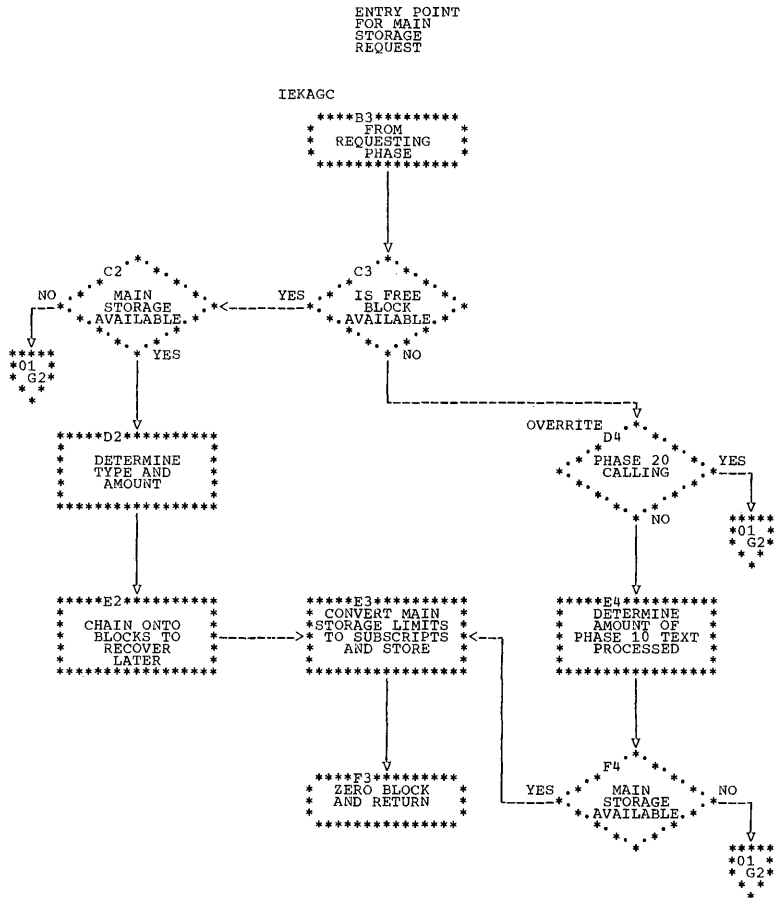 ENTRY POINT
FOR MAIN
STORAGE
REQUEST
IEKAGC
B3
FROM
REQUESTING
PHASE
C2
MAIN
STORAGE
AVAILABLE
NO
YES
C3
IS FREE
BLOCK
AVAILABLE
YES
NO
01
G2
OVERRITE
D4
PHASE 20
CALLING
YES
NO
01
G2
D2
DETERMINE
TYPE AND
AMOUNT
E2
CHAIN ONTO
BLOCKS TO
RECOVER
LATER
E3
CONVERT MAIN
STORAGE LIMITS
TO SUBSCRIPTS
AND STORE
E4
DETERMINE
AMOUNT OF
PHASE 10 TEXT
PROCESSED
F3
ZERO BLOCK
AND RETURN
F4
MAIN
STORAGE
AVAILABLE
YES
NO
01
G2